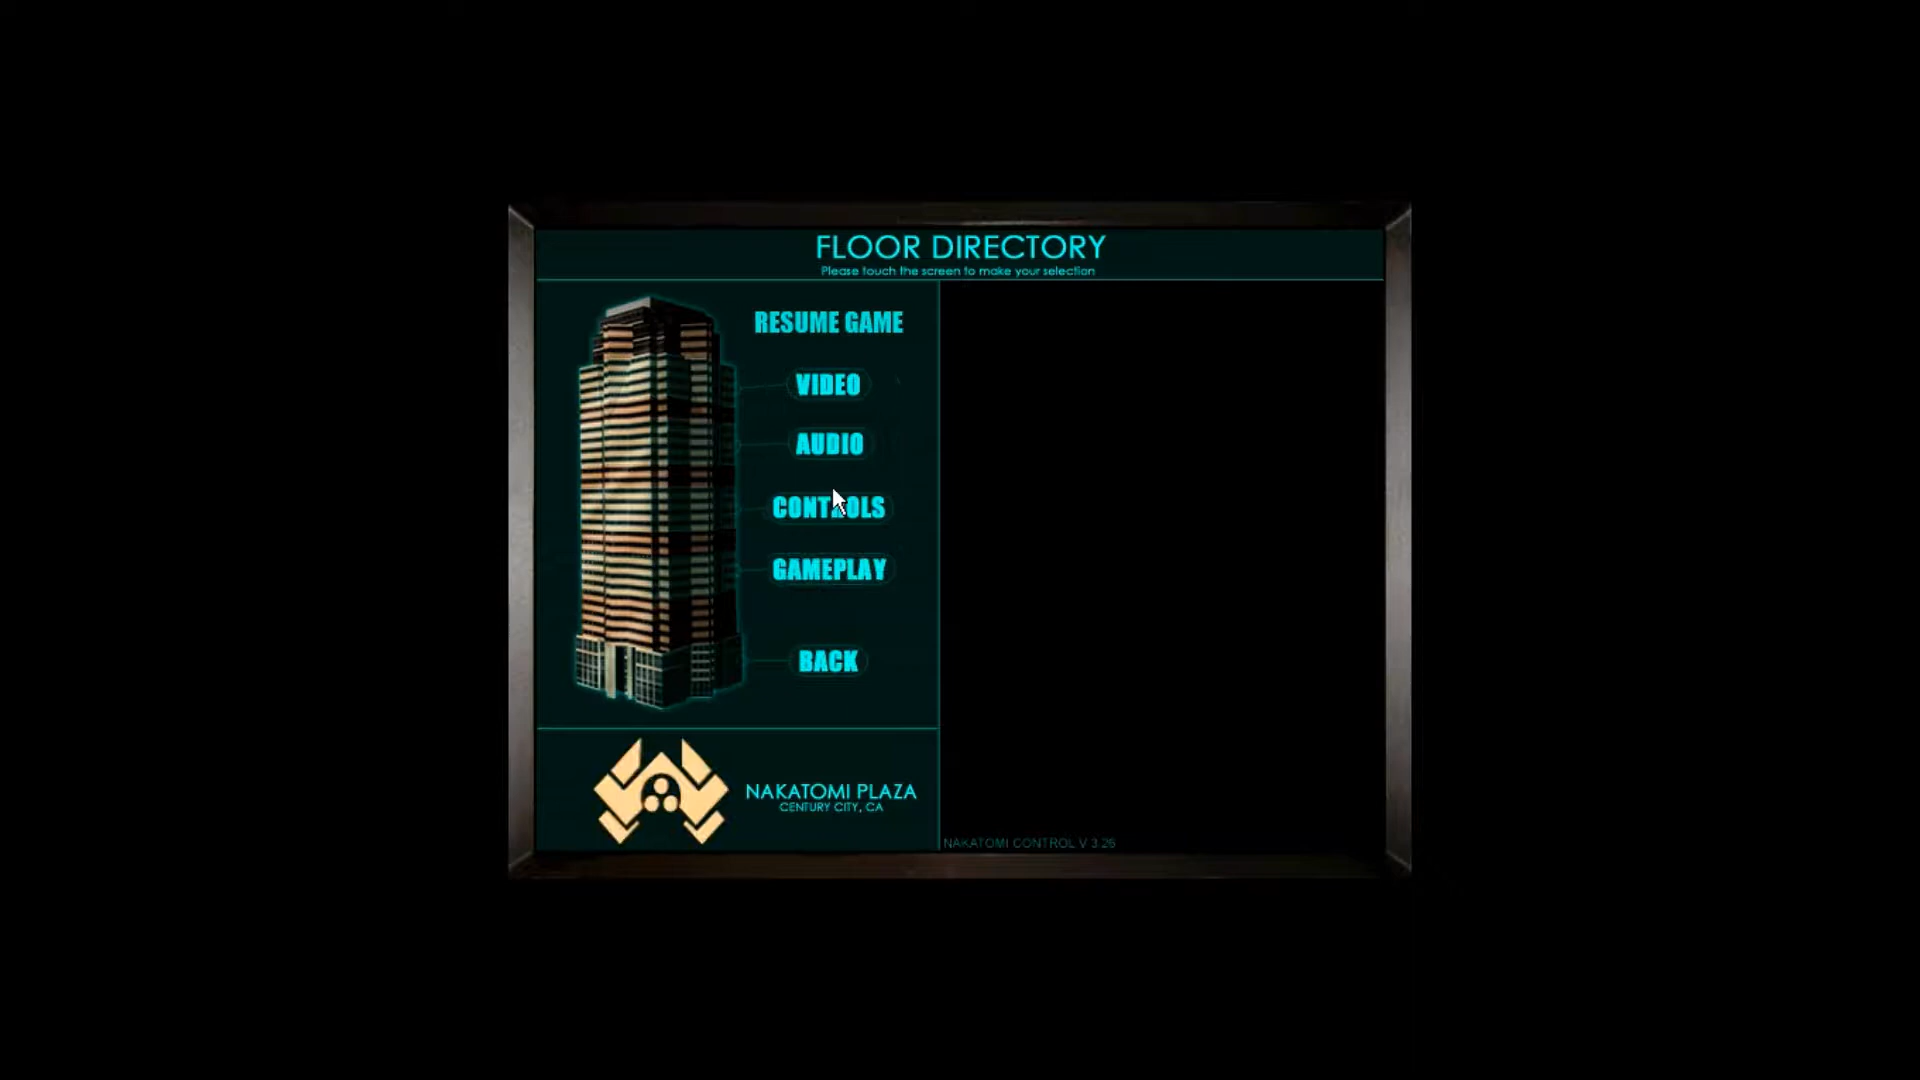 FLOOR DIRECTORY
Please touch the screen to make your selection
RESUME GAME
VIDEO
AUDIO
CONTROLS
GAMEPLAY
BACK
NAKATOMI PLAZA
CENTURY CITY, CA
NAKATOMI CONTROL V 3.26